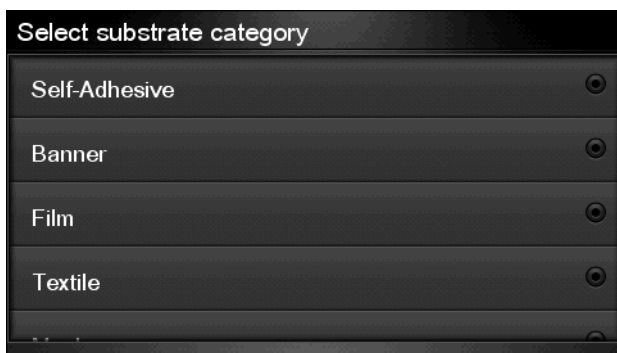 Select substrate category
Self-Adhesive
Banner
Film
Textile